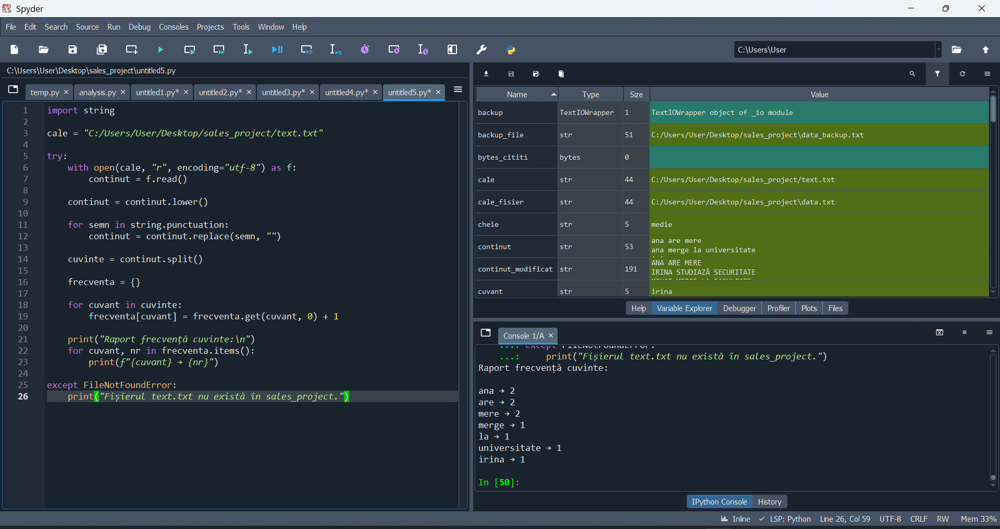 Spyder
File Edit Search Source Run Debug Consoles Projects Tools Window Help
C:\Users\User
C:\Users\User\Desktop\sales_project\untitled5.py
temp.py analysis.py untitled1.py* untitled2.py* untitled3.py* untitled4.py* untitled5.py*
1 import string
2
3 cale = "C:/Users/User/Desktop/sales_project/text.txt"
4
5 try:
6 with open(cale, "r", encoding="utf-8") as f:
7 continut = f.read()
8
9 continut = continut.lower()
10
11 for semn in string.punctuation:
12 continut = continut.replace(semn, "")
13
14 cuvinte = continut.split()
15
16 frecventa = {}
17
18 for cuvant in cuvinte:
19 frecventa[cuvant] = frecventa.get(cuvant, 0) + 1
20
21 print("Raport frecvență cuvinte:\n")
22 for cuvant, nr in frecventa.items():
23 print(f"{cuvant} → {nr}")
24
25 except FileNotFoundError:
26 print("Fișierul text.txt nu există în sales_project.")
Name Type Size Value
backup TextIOWrapper 1 TextIOWrapper object of _io module
backup_file str 51 C:/Users/User/Desktop/sales_project\data_backup.txt
bytes_cititi bytes 0
cale str 44 C:/Users/User/Desktop/sales_project/text.txt
cale_fisier str 44 C:/Users/User/Desktop/sales_project\data.txt
cheie str 5 medie
continut str 53 ana are mere
ana merge la universitate
continut_modificat str 191 ANA ARE MERE
IRINA STUDIAZĂ SECURITATE
MIHAI MERGE LA FACULTATE
cuvant str 5 irina
Help Variable Explorer Debugger Profiler Plots Files
Console 1/A
...: except FileNotFoundError:
...: print("Fișierul text.txt nu există în sales_project.")
Raport frecvență cuvinte:
ana → 2
are → 2
mere → 2
merge → 1
la → 1
universitate → 1
irina → 1
In [50]:
IPython Console History
Inline LSP: Python Line 26, Col 59 UTF-8 CRLF RW Mem 33%